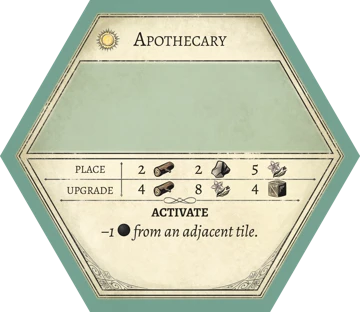 APOTHECARY
PLACE 2 2 5
UPGRADE 4 8 4
ACTIVATE
–1 from an adjacent tile.